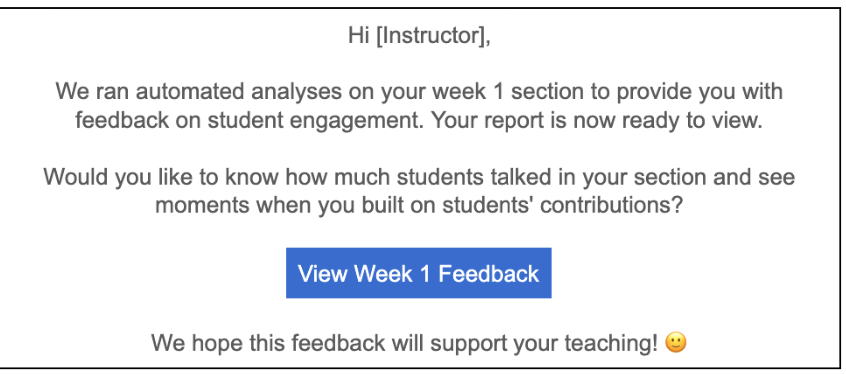 Hi [Instructor],
We ran automated analyses on your week 1 section to provide you with
feedback on student engagement. Your report is now ready to view.
Would you like to know how much students talked in your section and see
moments when you built on students' contributions?
View Week 1 Feedback
We hope this feedback will support your teaching! 🙂